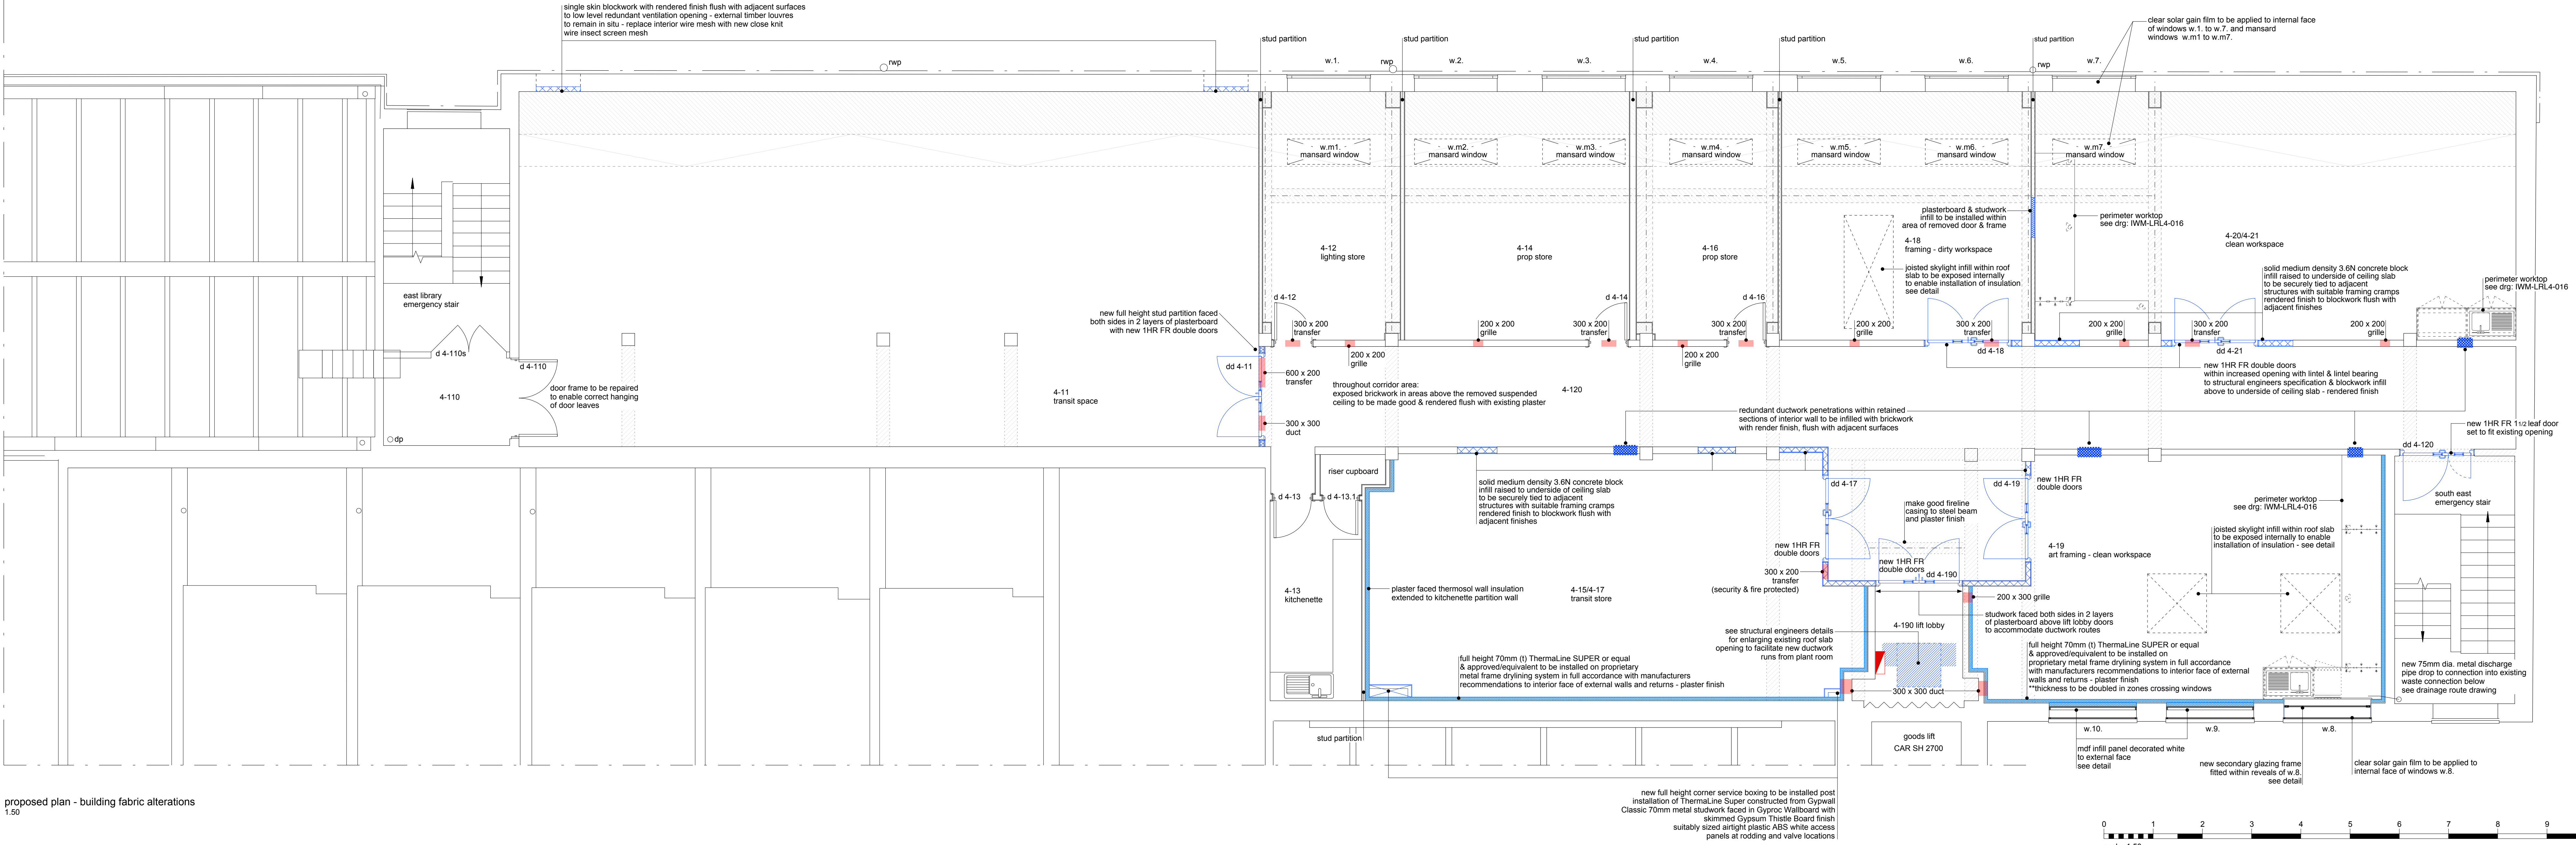 single skin blockwork with rendered finish flush with adjacent surfaces
to low level redundant ventilation opening - external timber louvres
to remain in situ - replace interior wire mesh with new close knit
wire insect screen mesh
clear solar gain film to be applied to internal face
of windows w.1. to w.7. and mansard
windows  w.m1 to w.m7.
stud partition
stud partition
stud partition
stud partition
stud partition
rwp
w.1.
rwp
w.2.
w.3.
w.4.
w.5.
w.6.
rwp
w.7.
w.m1.
mansard window
w.m2.
mansard window
w.m3.
mansard window
w.m4.
mansard window
w.m5.
mansard window
w.m6.
mansard window
w.m7.
mansard window
plasterboard & studwork
infill to be installed within
area of removed door & frame
perimeter worktop
see drg: IWM-LRL4-016
4-12
lighting store
4-14
prop store
4-16
prop store
4-18
framing - dirty workspace
4-20/4-21
clean workspace
joisted skylight infill within roof
slab to be exposed internally
to enable installation of insulation
see detail
solid medium density 3.6N concrete block
infill raised to underside of ceiling slab
to be securely tied to adjacent
structures with suitable framing cramps
rendered finish to blockwork flush with
adjacent finishes
perimeter worktop
see drg: IWM-LRL4-016
east library
emergency stair
d 4-110s
d 4-110
4-110
dp
door frame to be repaired
to enable correct hanging
of door leaves
new full height stud partition faced
both sides in 2 layers of plasterboard
with new 1HR FR double doors
d 4-12
d 4-14
d 4-16
300 x 200
transfer
200 x 200
grille
200 x 200
grille
300 x 200
transfer
200 x 200
grille
300 x 200
transfer
200 x 200
grille
300 x 200
transfer
dd 4-18
200 x 200
grille
300 x 200
transfer
dd 4-21
200 x 200
grille
dd 4-11
600 x 200
transfer
300 x 300
duct
4-11
transit space
throughout corridor area:
exposed brickwork in areas above the removed suspended
ceiling to be made good & rendered flush with existing plaster
4-120
new 1HR FR double doors
within increased opening with lintel & lintel bearing
to structural engineers specification & blockwork infill
above to underside of ceiling slab - rendered finish
redundant ductwork penetrations within retained
sections of interior wall to be infilled with brickwork
with render finish, flush with adjacent surfaces
new 1HR FR 11/2 leaf door
set to fit existing opening
dd 4-120
riser cupboard
d 4-13
d 4-13.1
solid medium density 3.6N concrete block
infill raised to underside of ceiling slab
to be securely tied to adjacent
structures with suitable framing cramps
rendered finish to blockwork flush with
adjacent finishes
dd 4-17
dd 4-19
new 1HR FR
double doors
make good fireline
casing to steel beam
and plaster finish
perimeter worktop
see drg: IWM-LRL4-016
south east
emergency stair
joisted skylight infill within roof slab
to be exposed internally to enable
installation of insulation - see detail
new 1HR FR
double doors
new 1HR FR
double doors
dd 4-190
4-19
art framing - clean workspace
300 x 200
transfer
(security & fire protected)
4-13
kitchenette
plaster faced thermosol wall insulation
extended to kitchenette partition wall
4-15/4-17
transit store
200 x 300 grille
studwork faced both sides in 2 layers
of plasterboard above lift lobby doors
to accommodate ductwork routes
4-190 lift lobby
see structural engineers details
for enlarging existing roof slab
opening to facilitate new ductwork
runs from plant room
full height 70mm (t) ThermaLine SUPER or equal
& approved/equivalent to be installed on proprietary
metal frame drylining system in full accordance with manufacturers
recommendations to interior face of external walls and returns - plaster finish
full height 70mm (t) ThermaLine SUPER or equal
& approved/equivalent to be installed on
proprietary metal frame drylining system in full accordance
with manufacturers recommendations to interior face of external
walls and returns - plaster finish
**thickness to be doubled in zones crossing windows
new 75mm dia. metal discharge
pipe drop to connection into existing
waste connection below
see drainage route drawing
300 x 300 duct
stud partition
goods lift
CAR SH 2700
w.10.
w.9.
w.8.
mdf infill panel decorated white
to external face
see detail
new secondary glazing frame
fitted within reveals of w.8.
see detail
clear solar gain film to be applied to
internal face of windows w.8.
new full height corner service boxing to be installed post
installation of ThermaLine Super constructed from Gypwall
Classic 70mm metal studwork faced in Gyproc Wallboard with
skimmed Gypsum Thistle Board finish
suitably sized airtight plastic ABS white access
panels at rodding and valve locations
proposed plan - building fabric alterations
1.50
0 1 2 3 4 5 6 7 8 9